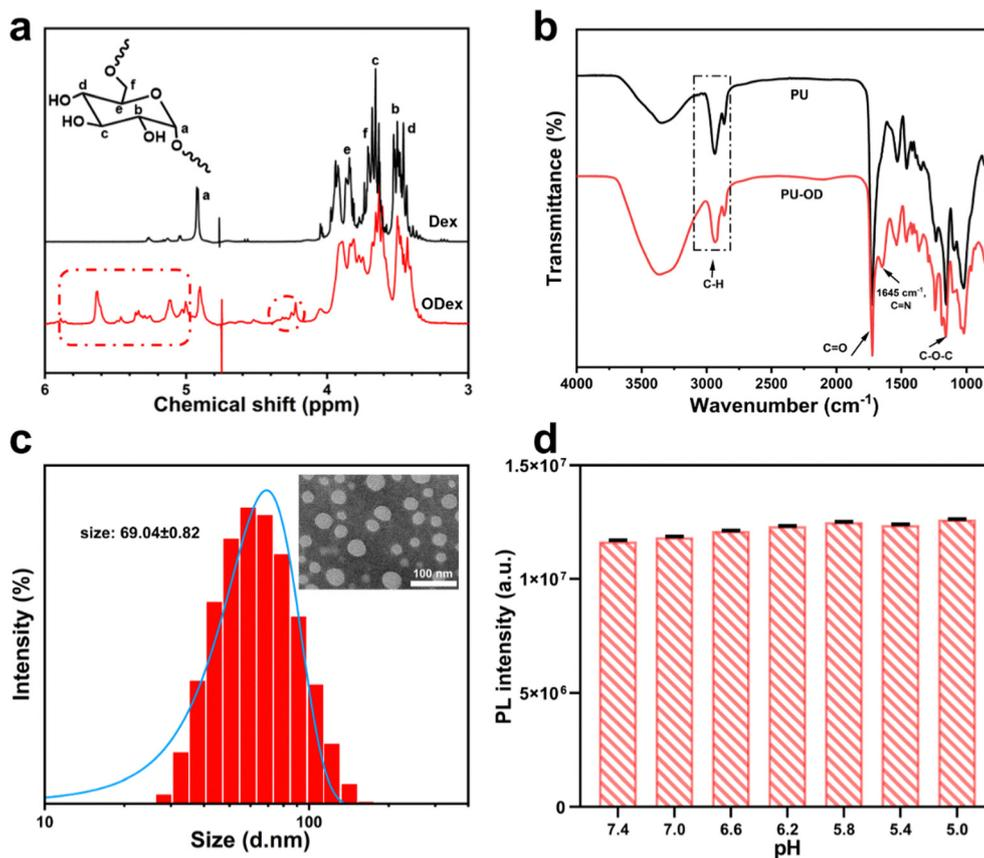 a
c
O
f
d
HO
O
b
e
b
HO
a
f
d
c
OH
O
e
a
Dex
ODex
6
5
4
3
Chemical shift (ppm)
b
PU
PU-OD
C-H
1645 cm-1,
C=N
C=O
C-O-C
Transmittance (%)
4000
3500
3000
2500
2000
1500
1000
Wavenumber (cm-1)
c
size: 69.04±0.82
100 nm
Intensity (%)
10
100
Size (d.nm)
d
1.5×10⁷
1×10⁷
5×10⁶
0
PL intensity (a.u.)
7.4
7.0
6.6
6.2
5.8
5.4
5.0
pH